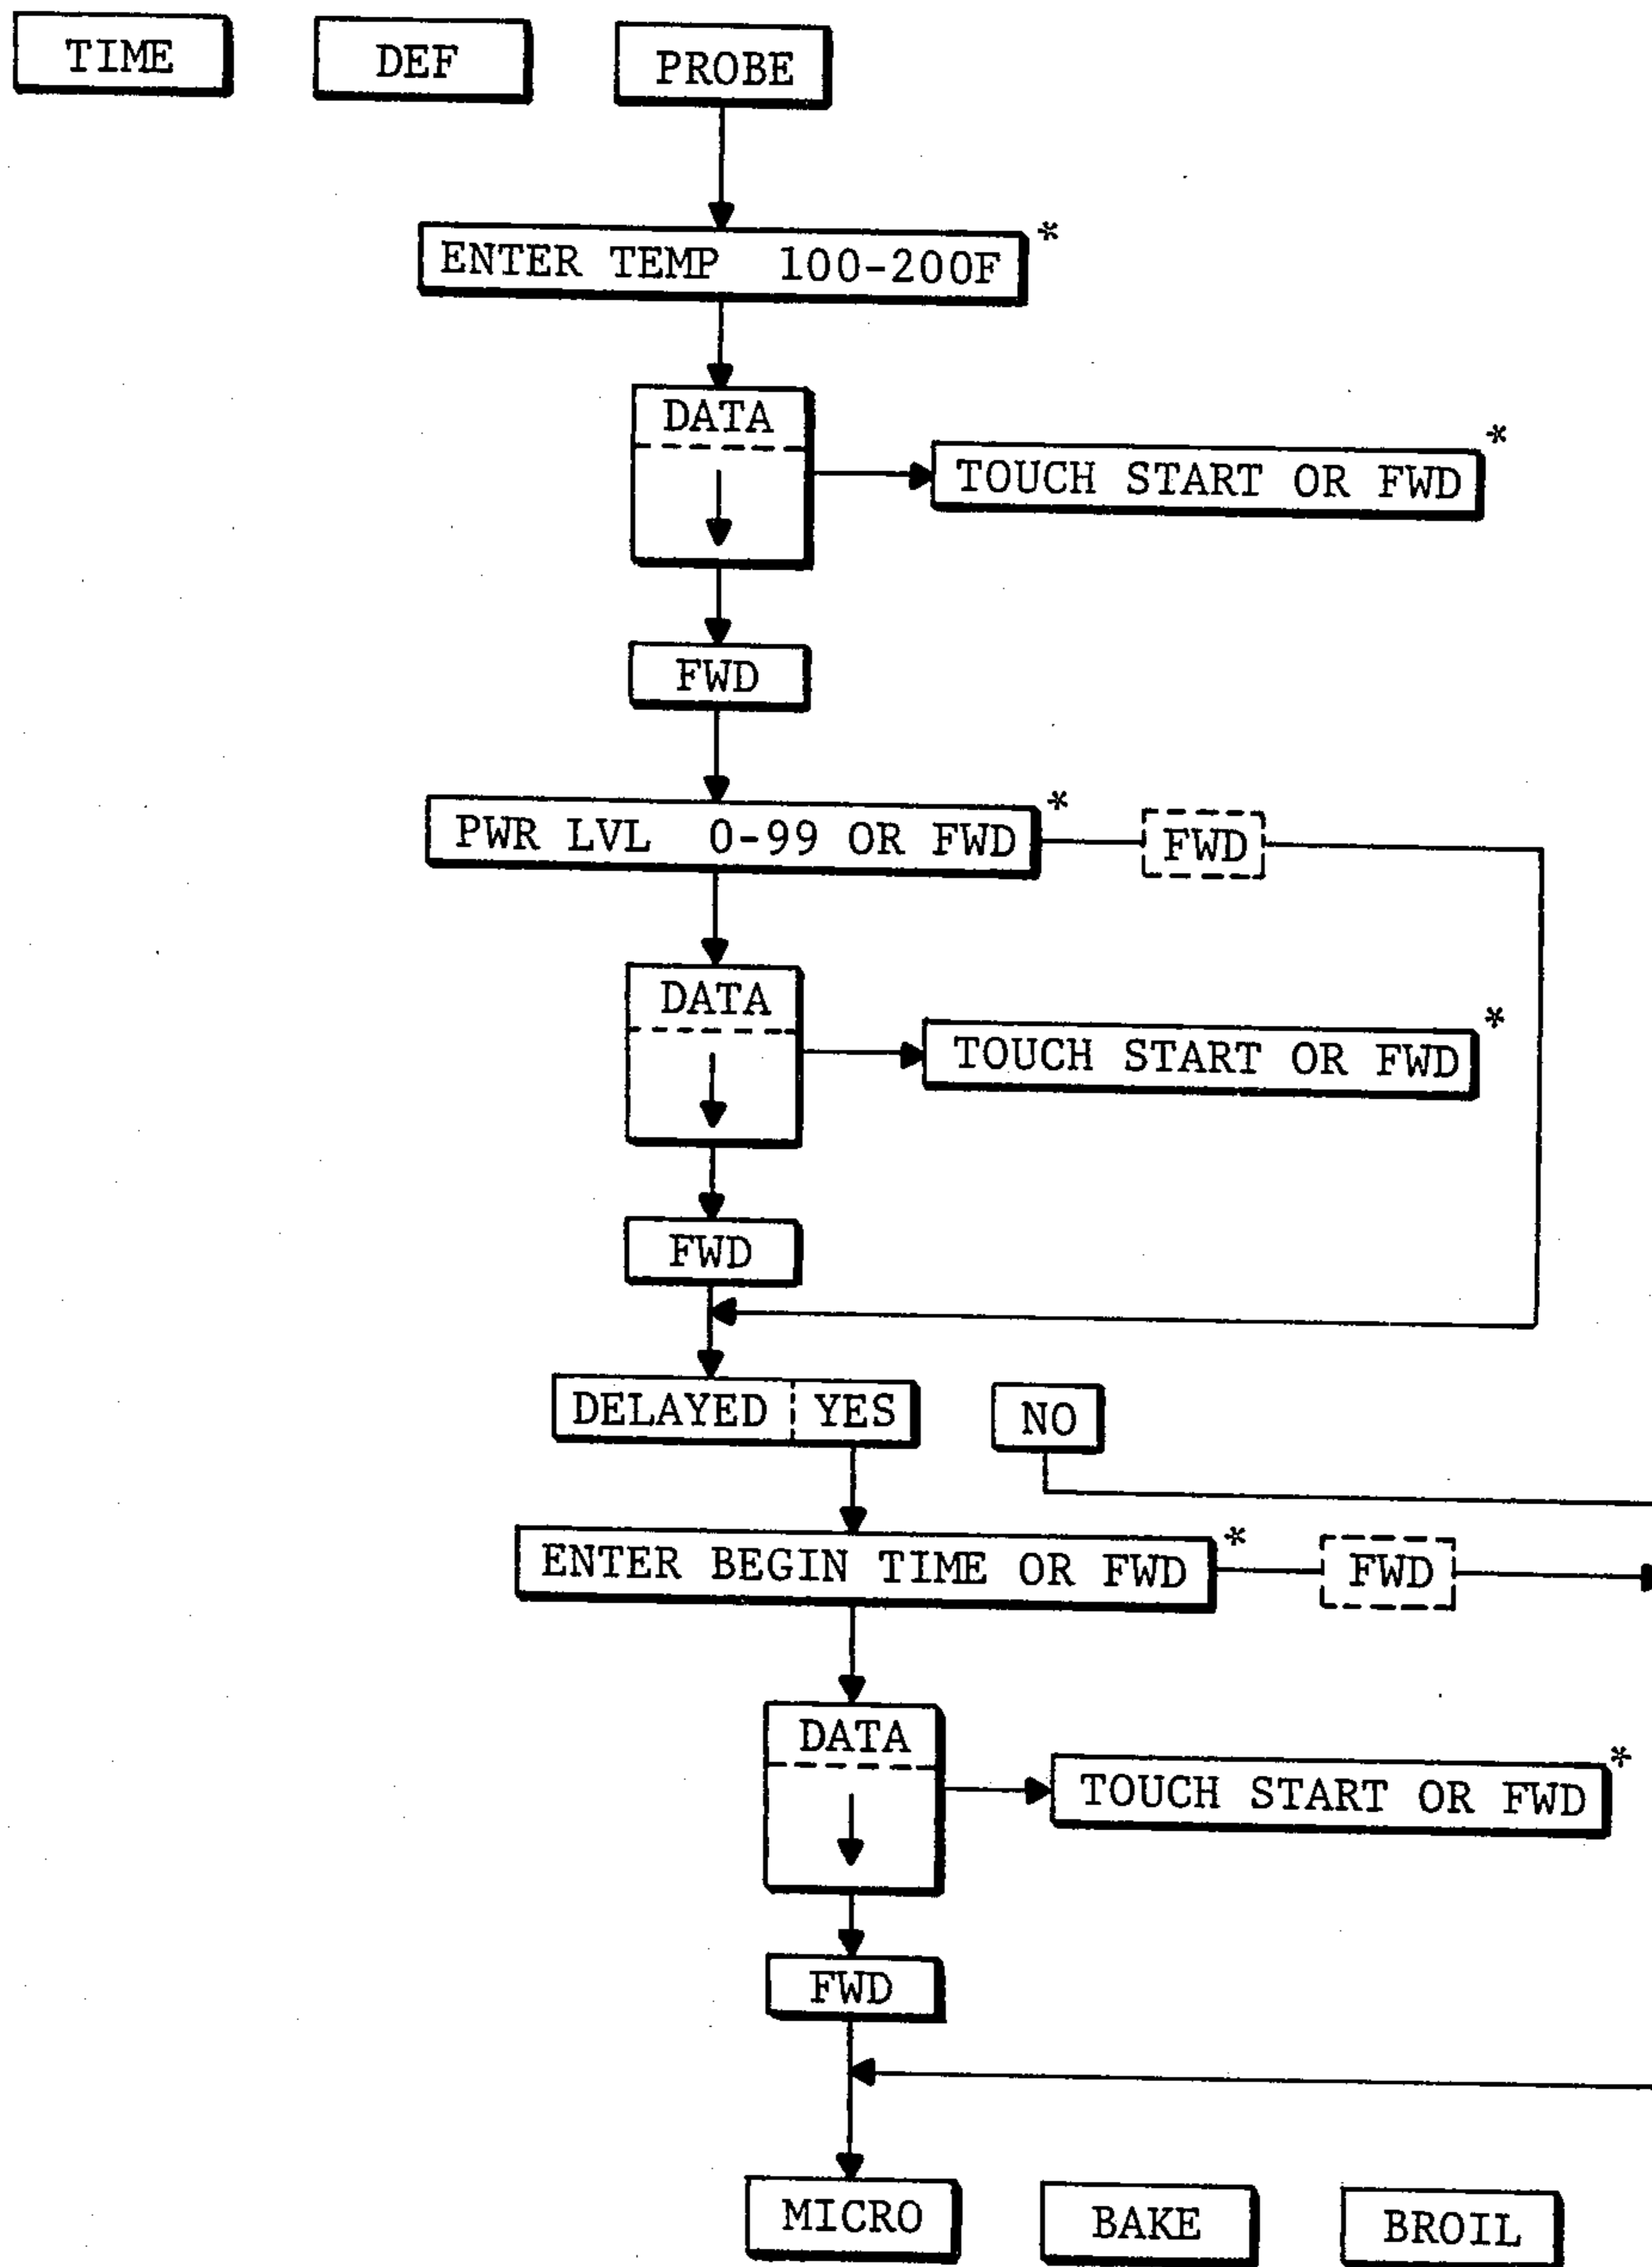 TIME DEF PROBE
ENTER TEMP 100-200F*
DATA
TOUCH START OR FWD*
FWD
PWR LVL 0-99 OR FWD* FWD
DATA
TOUCH START OR FWD*
FWD
DELAYED YES NO
ENTER BEGIN TIME OR FWD* FWD
DATA
TOUCH START OR FWD*
FWD
MICRO BAKE BROIL